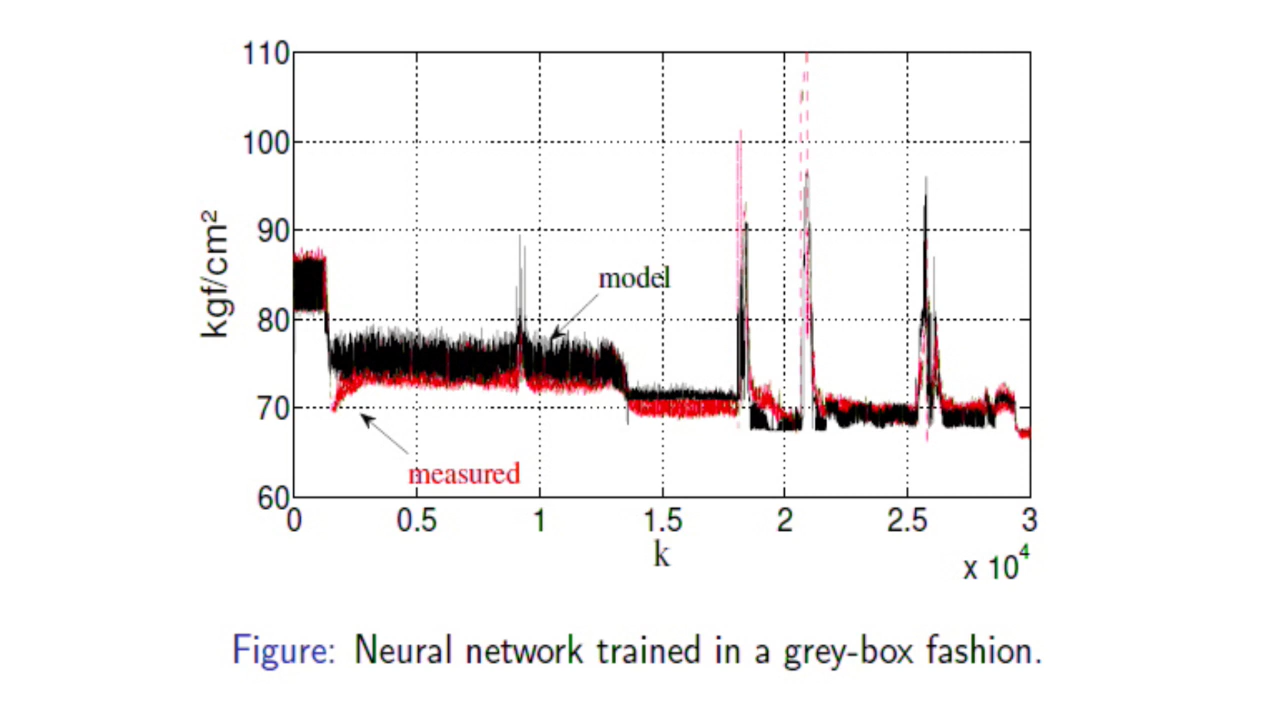 110
100
90
80
70
60
kgf/cm²
model
measured
0 0.5 1 1.5 2 2.5 3
k
x 10⁴
Figure: Neural network trained in a grey-box fashion.